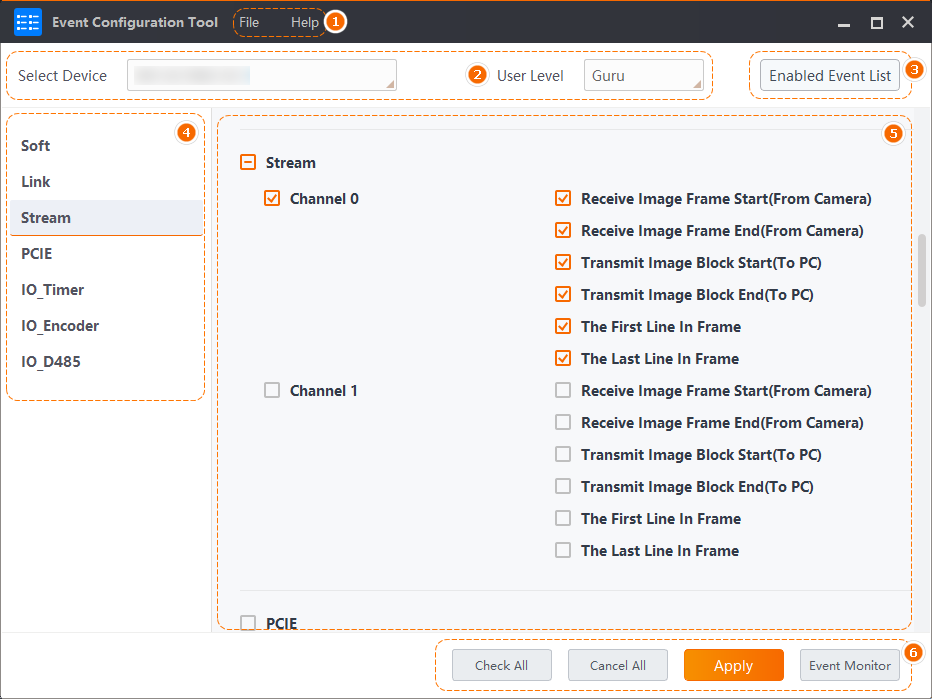 Event Configuration Tool File Help 1
Select Device 2 User Level Guru Enabled Event List 3
4
Soft
Link
Stream
PCIE
IO_Timer
IO_Encoder
IO_D485
5
Stream
Channel 0 Receive Image Frame Start(From Camera)
Receive Image Frame End(From Camera)
Transmit Image Block Start(To PC)
Transmit Image Block End(To PC)
The First Line In Frame
The Last Line In Frame
Channel 1 Receive Image Frame Start(From Camera)
Receive Image Frame End(From Camera)
Transmit Image Block Start(To PC)
Transmit Image Block End(To PC)
The First Line In Frame
The Last Line In Frame
PCIE
Check All Cancel All Apply Event Monitor 6